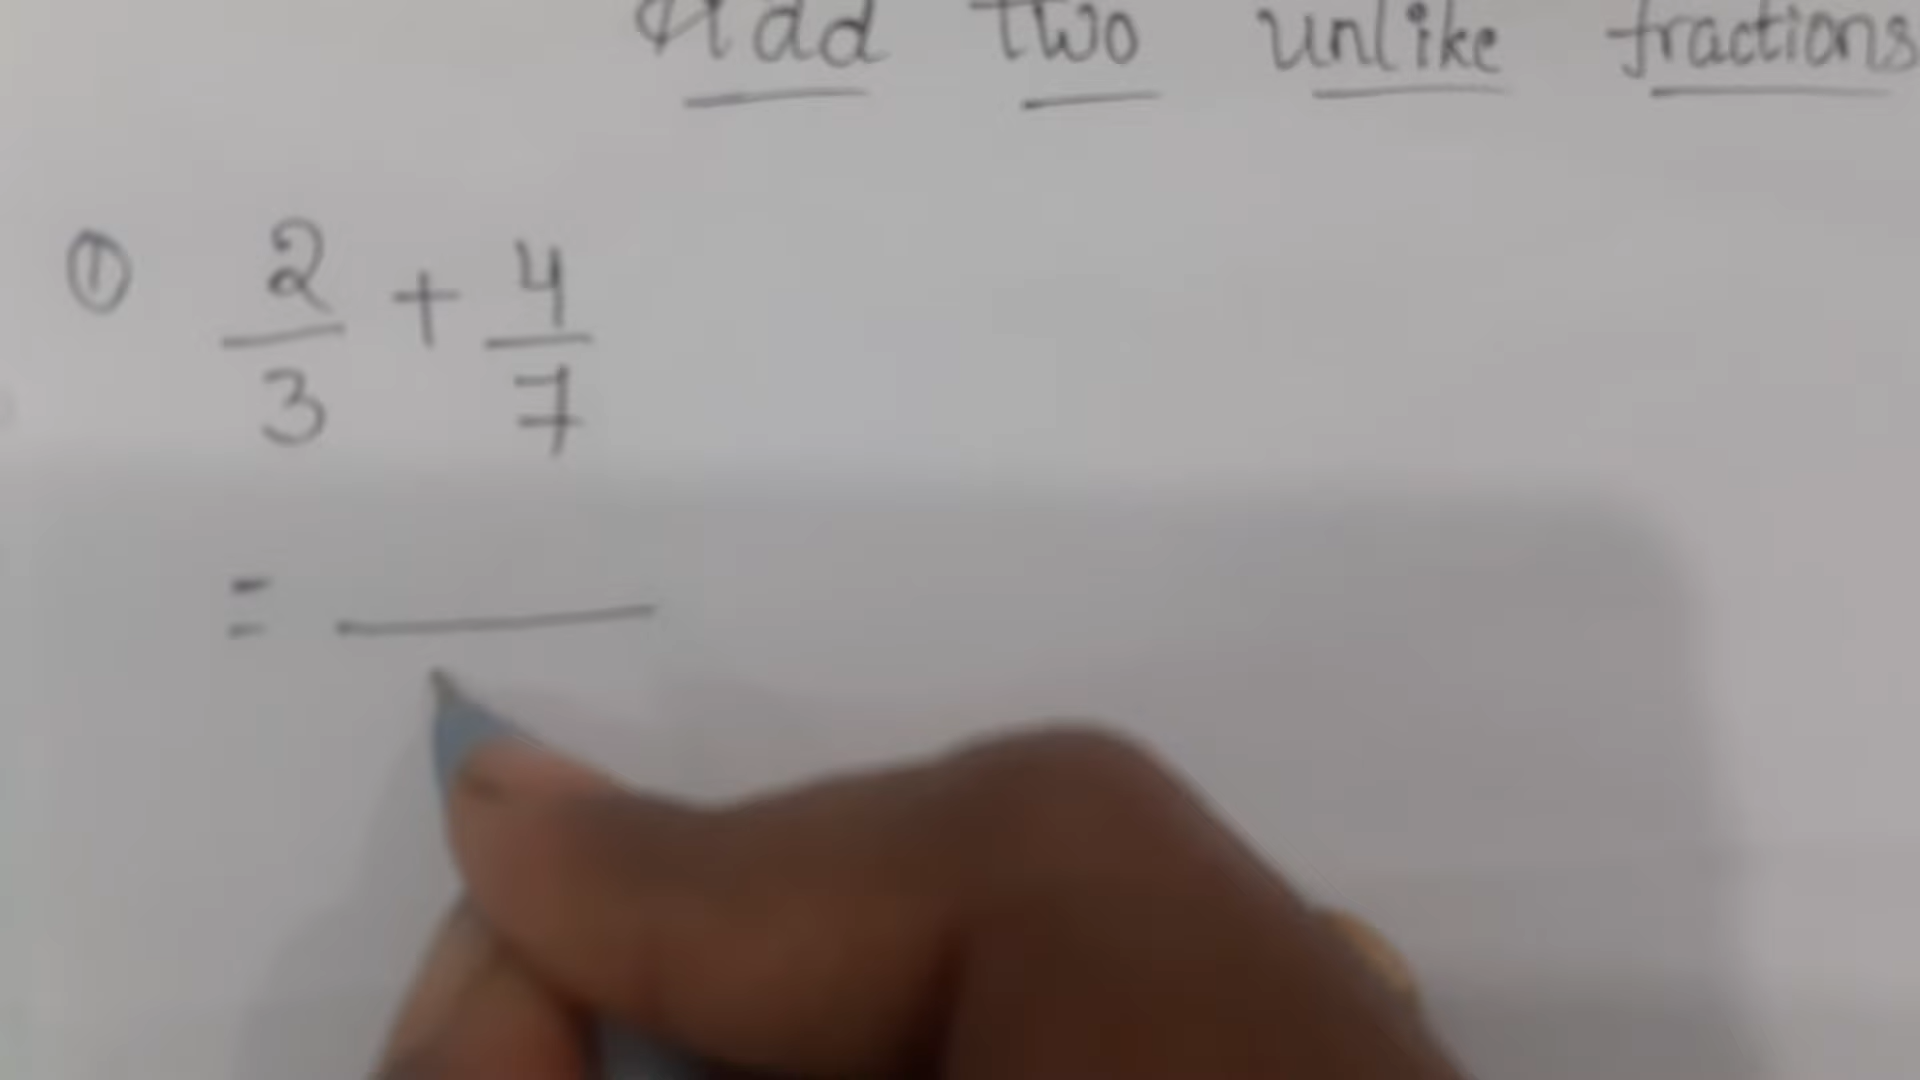 Add two unlike fractions
① 2/3 + 4/7
=